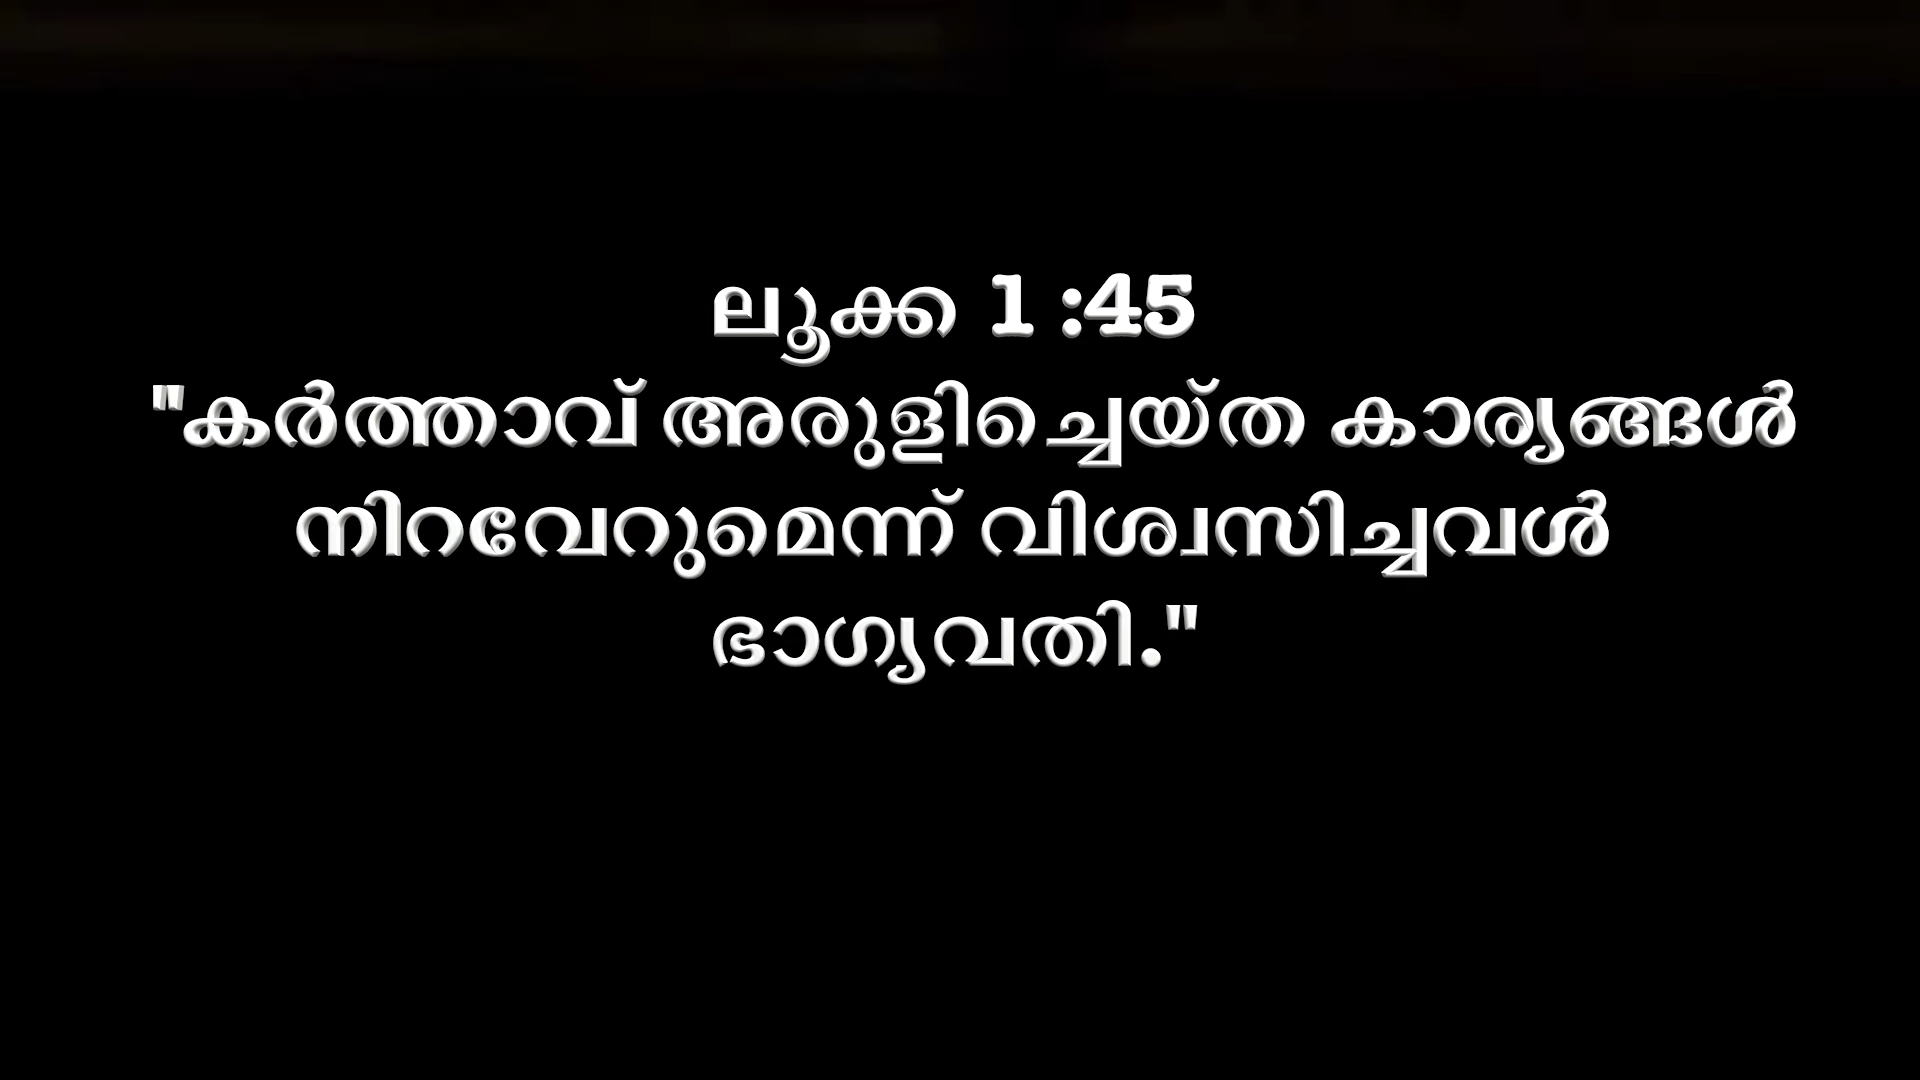 ലൂക്ക 1 :45
"കർത്താവ് അരുളിച്ചെയ്ത കാര്യങ്ങൾ
നിറവേറുമെന്ന് വിശ്വസിച്ചവൾ
ഭാഗ്യവതി."